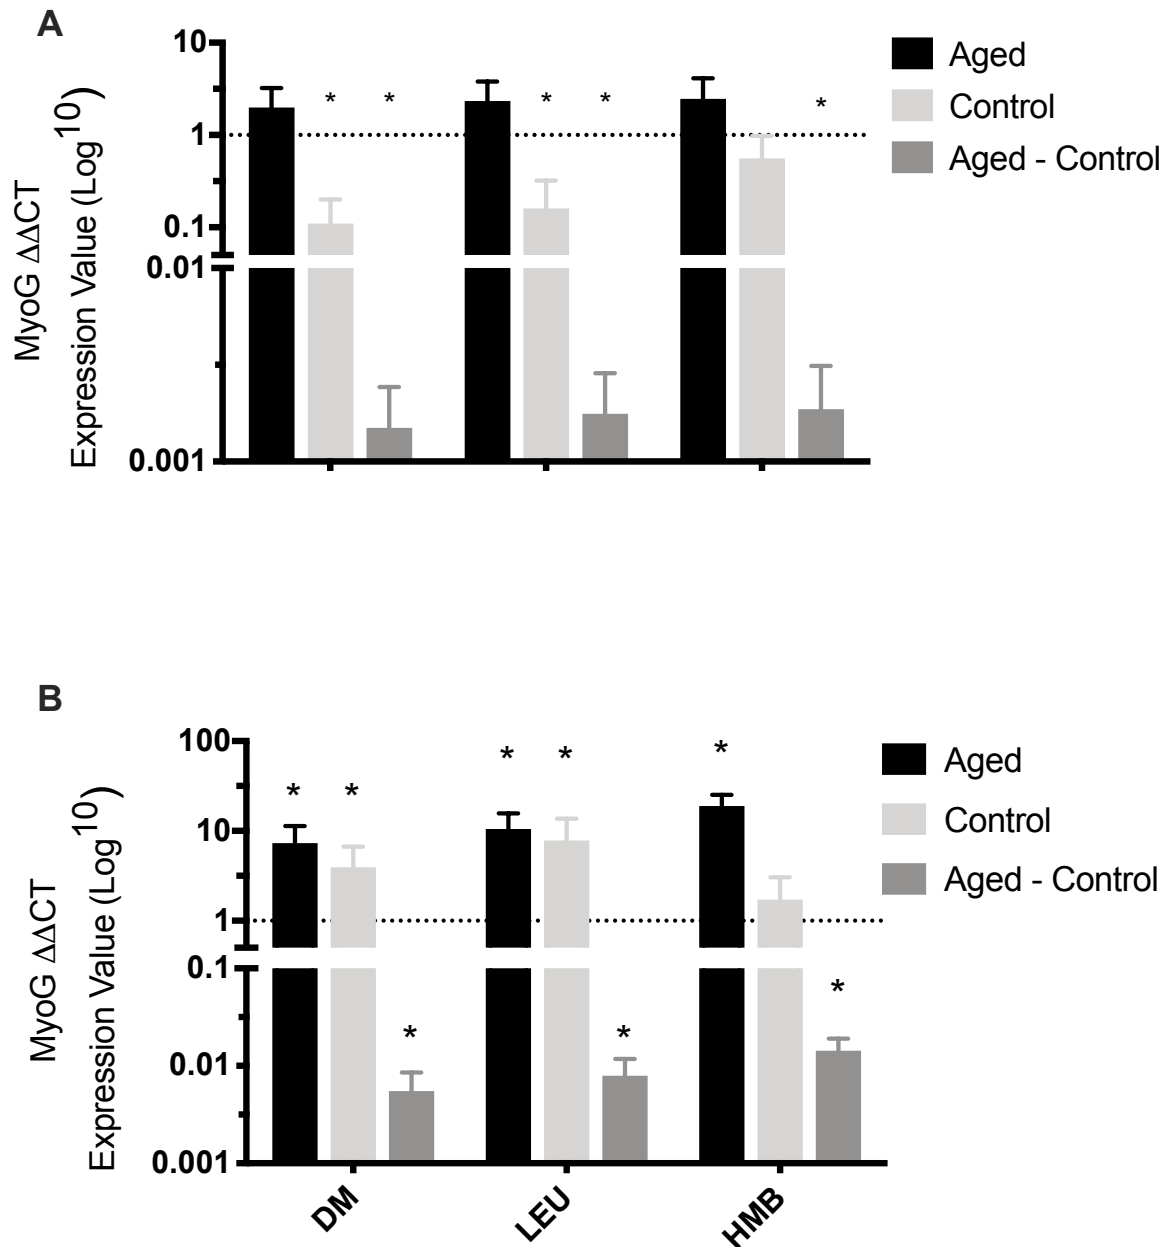 A
10
1
0.1
0.01
0.001
MyoG ΔΔCT
Expression Value (Log10)
* * * * *
Aged
Control
Aged - Control
B
100
10
1
0.1
0.01
0.001
MyoG ΔΔCT
Expression Value (Log10)
* * * * * * * *
Aged
Control
Aged - Control
DM
LEU
HMB